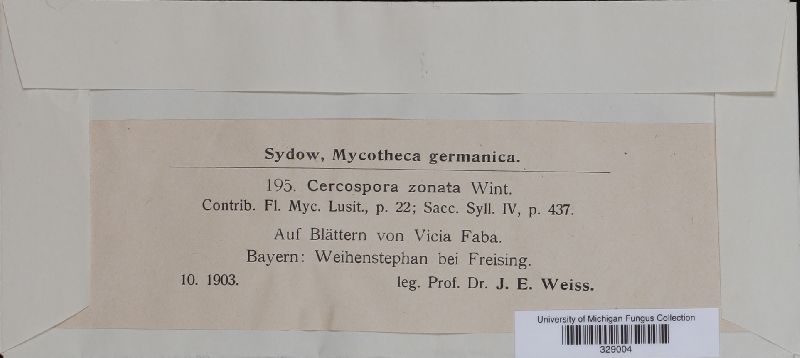 Sydow, Mycotheca germanica.
195. Cercospora zonata Wint.
Contrib. Fl. Myc. Lusit., p. 22; Sacc. Syll. IV, p. 437.
Auf Blättern von Vicia Faba.
Bayern: Weihenstephan bei Freising.
10. 1903. leg. Prof. Dr. J. E. Weiss.
University of Michigan Fungus Collection
329004